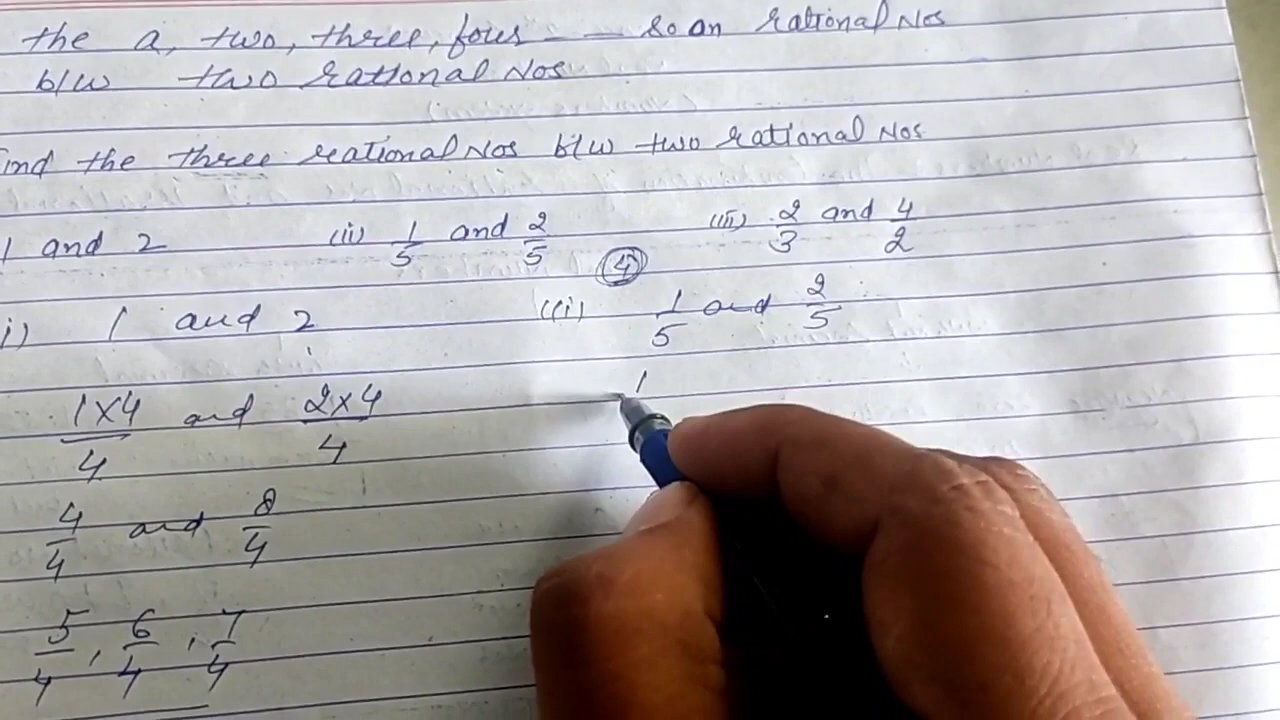 the a, two, three, four - - so on rational Nos
b/w two rational Nos
ind the three rational Nos b/w two rational Nos
1 and 2 (ii) 1/5 and 2/5 (iii) 2/3 and 4/2
4
i) 1 and 2 (ii) 1/5 and 2/5
1×4/4 and 2×4/4 1
4/4 and 8/4
5/4, 6/4, 7/4